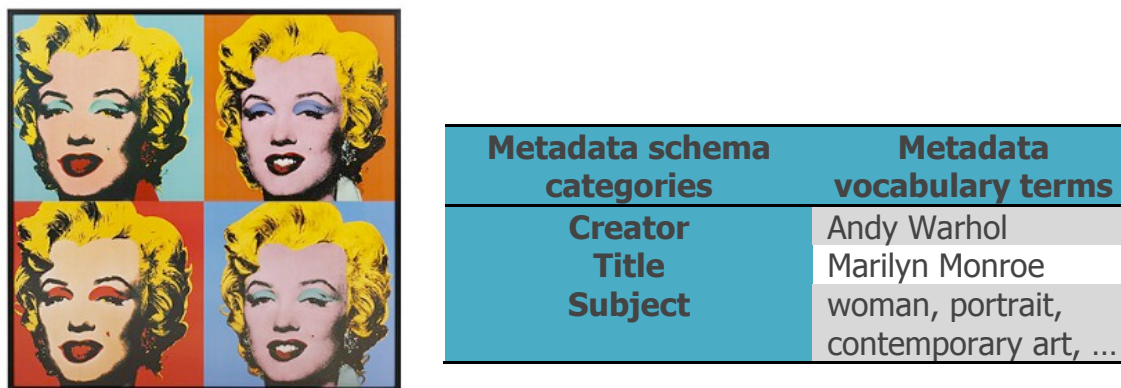 Metadata schema categories
Metadata vocabulary terms
Creator
Andy Warhol
Title
Marilyn Monroe
Subject
woman, portrait,
contemporary art, ...